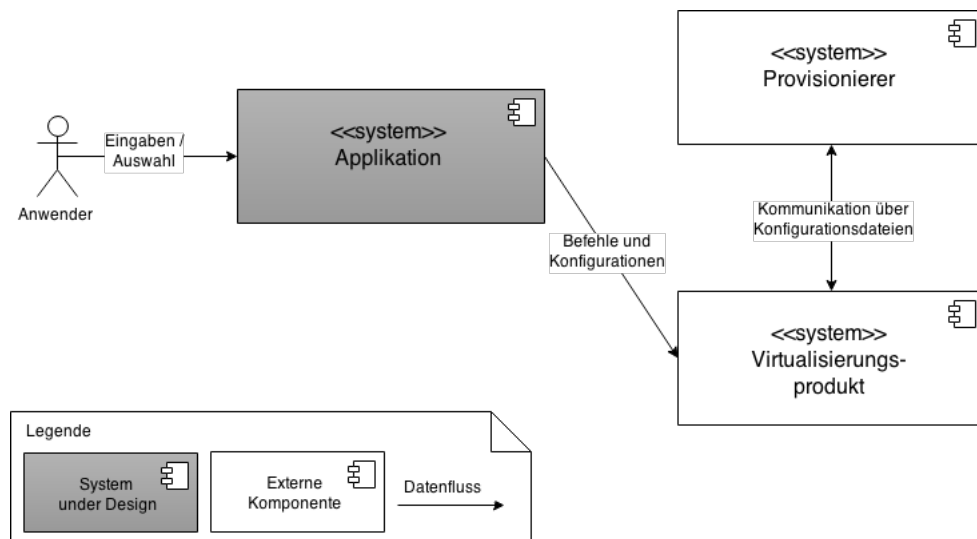 <<system>>
Provisionierer
<<system>>
Applikation
Eingaben /
Auswahl
Anwender
Kommunikation über
Konfigurationsdateien
Befehle und
Konfigurationen
<<system>>
Virtualisierungs-
produkt
Legende
System
under Design
Externe
Komponente
Datenfluss